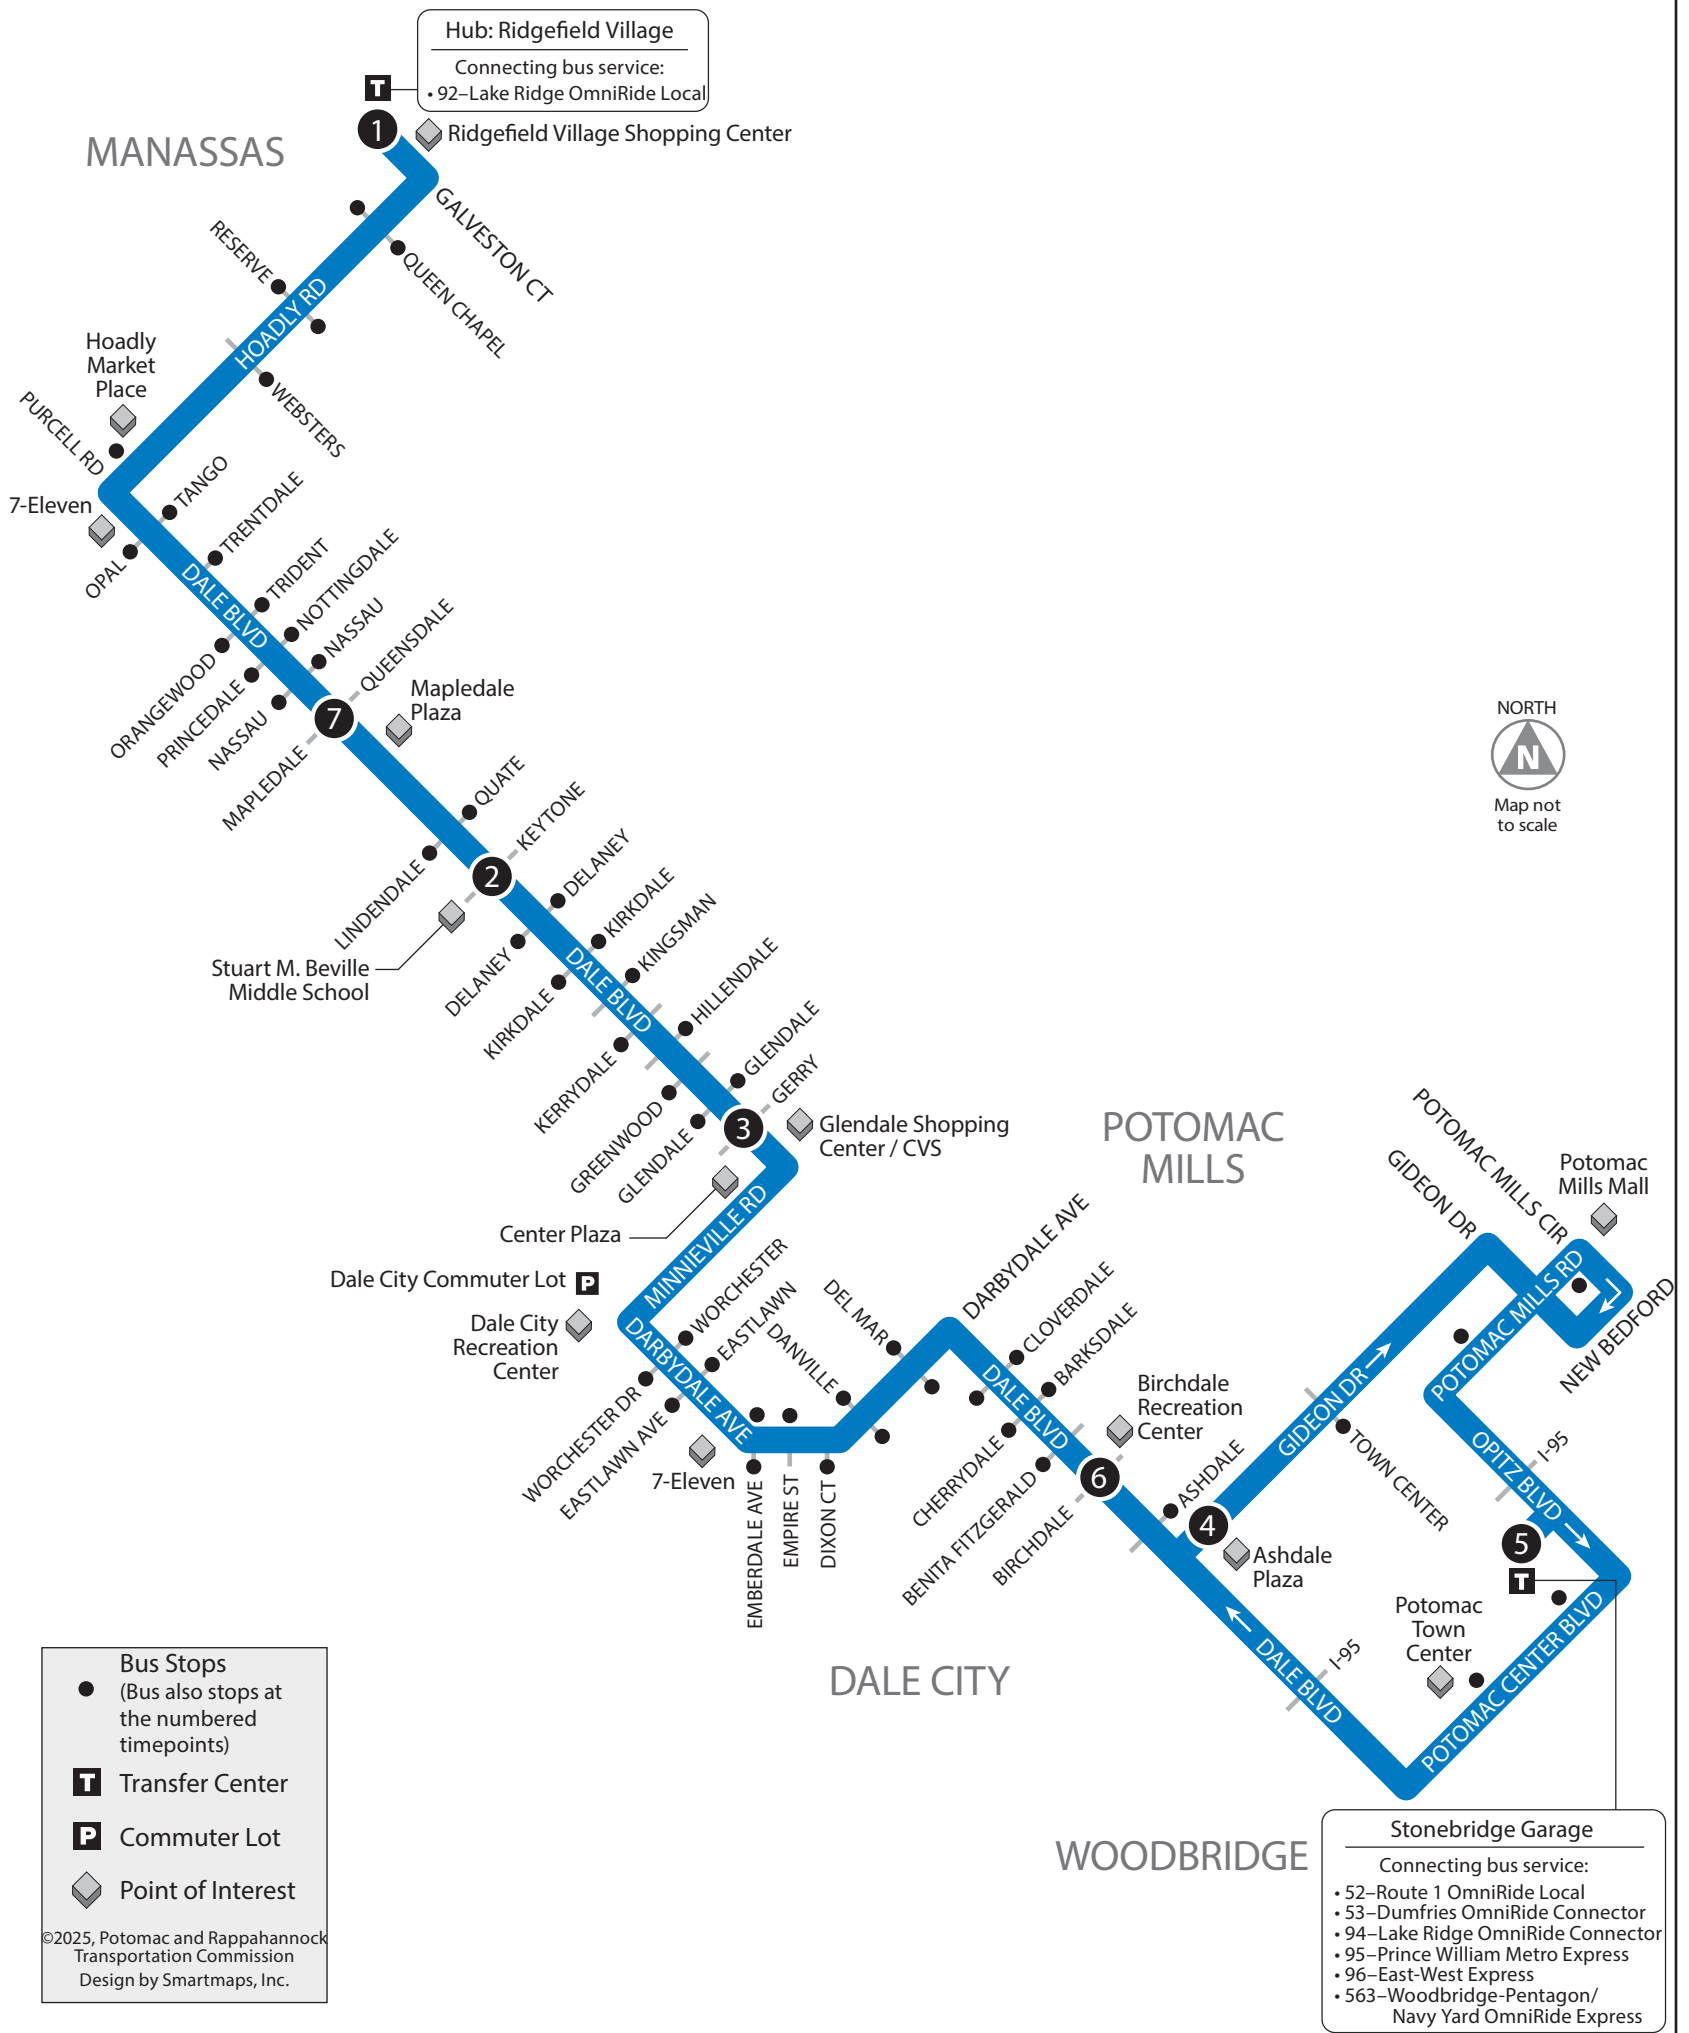 Hub: Ridgefield Village
Connecting bus service:
• 92–Lake Ridge OmniRide Local
T
1
Ridgefield Village Shopping Center
MANASSAS
GALVESTON CT
QUEEN CHAPEL
RESERVE
HOADLY RD
WEBSTERS
Hoadly
Market
Place
PURCELL RD
7-Eleven
OPAL
TANGO
TRENTDALE
DALE BLVD
TRIDENT
NOTTINGDALE
NASSAU
QUEENSDALE
ORANGEWOOD
PRINCEDALE
NASSAU
7
MAPLEDALE
Mapledale
Plaza
NORTH
N
Map not
to scale
QUATE
KEYTONE
LINDENDALE
2
Stuart M. Beville
Middle School
DELANEY
KIRKDALE
KINGSMAN
DELANEY
DALE BLVD
KIRKDALE
HILLENDALE
KERRYDALE
GLENDALE
GERRY
GREENWOOD
GLENDALE
3
Glendale Shopping
Center / CVS
Center Plaza
MINNIEVILLE RD
Dale City Commuter Lot P
Dale City
Recreation
Center
DARBYDALE AVE
WORCHESTER
EASTLAWN
WORCHESTER DR
EASTLAWN AVE
7-Eleven
EMBERDALE AVE
EMPIRE ST
DIXON CT
DANVILLE
DEL MAR
DARBYDALE AVE
CLOVERDALE
BARKSDALE
DALE BLVD
CHERRYDALE
BENITA FITZGERALD
BIRCHDALE
Birchdale
Recreation
Center
6
ASHDALE
4
Ashdale
Plaza
POTOMAC
MILLS
GIDEON DR
TOWN CENTER
GIDEON DR
POTOMAC MILLS CIR
Potomac
Mills Mall
POTOMAC MILLS RD
NEW BEDFORD
OPITZ BLVD
I-95
5
T
Potomac
Town
Center
POTOMAC CENTER BLVD
I-95
DALE BLVD
DALE CITY
WOODBRIDGE
Stonebridge Garage
Connecting bus service:
• 52–Route 1 OmniRide Local
• 53–Dumfries OmniRide Connector
• 94–Lake Ridge OmniRide Connector
• 95–Prince William Metro Express
• 96–East-West Express
• 563–Woodbridge-Pentagon/
Navy Yard OmniRide Express
Bus Stops
(Bus also stops at
the numbered
timepoints)
T Transfer Center
P Commuter Lot
Point of Interest
©2025, Potomac and Rappahannock
Transportation Commission
Design by Smartmaps, Inc.